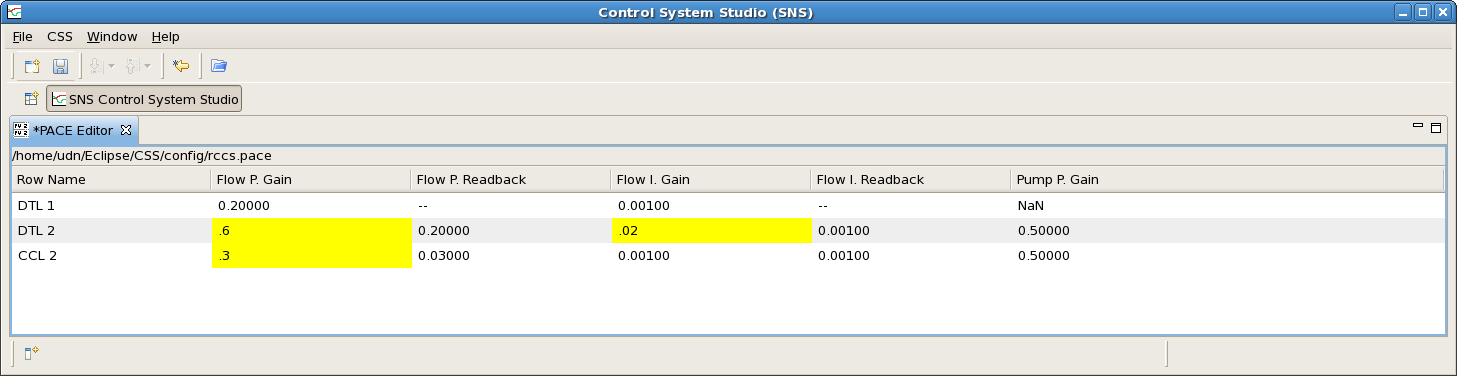 Control System Studio (SNS)
File CSS Window Help
SNS Control System Studio
*PACE Editor
/home/udn/Eclipse/CSS/config/rccs.pace
Row Name Flow P. Gain Flow P. Readback Flow I. Gain Flow I. Readback Pump P. Gain
DTL 1 0.20000 -- 0.00100 -- NaN
DTL 2 .6 0.20000 .02 0.00100 0.50000
CCL 2 .3 0.03000 0.00100 0.00100 0.50000